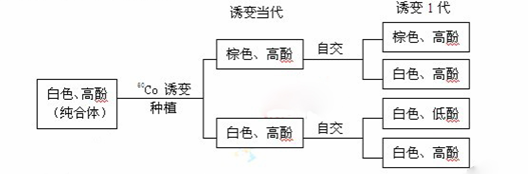 诱变当代
诱变 1 代
白色、高酚
（纯合体）
⁶⁰Co 诱变
种植
棕色、高酚
自交
棕色、高酚
白色、高酚
白色、高酚
自交
白色、低酚
白色、高酚